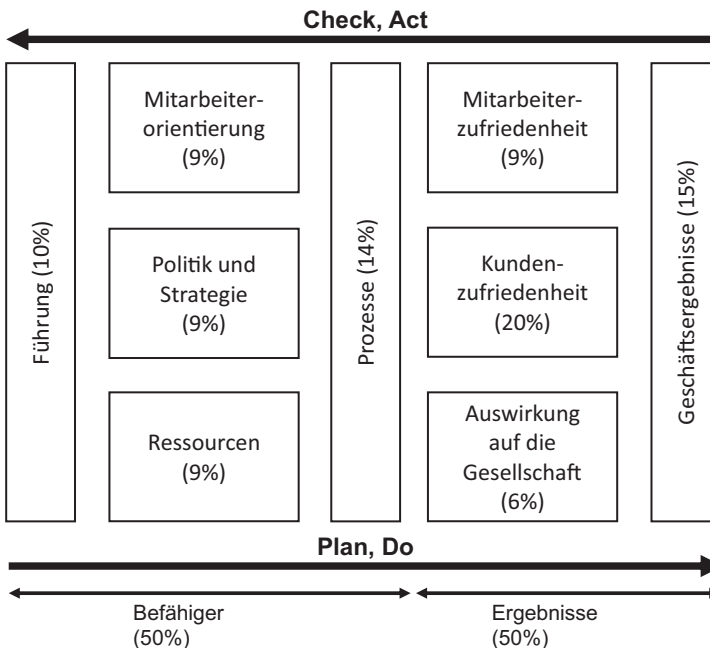 Check, Act
Führung (10%)
Mitarbeiter-
orientierung
(9%)
Politik und
Strategie
(9%)
Ressourcen
(9%)
Prozesse (14%)
Mitarbeiter-
zufriedenheit
(9%)
Kunden-
zufriedenheit
(20%)
Auswirkung
auf die
Gesellschaft
(6%)
Geschäftsergebnisse (15%)
Plan, Do
Befähiger
(50%)
Ergebnisse
(50%)